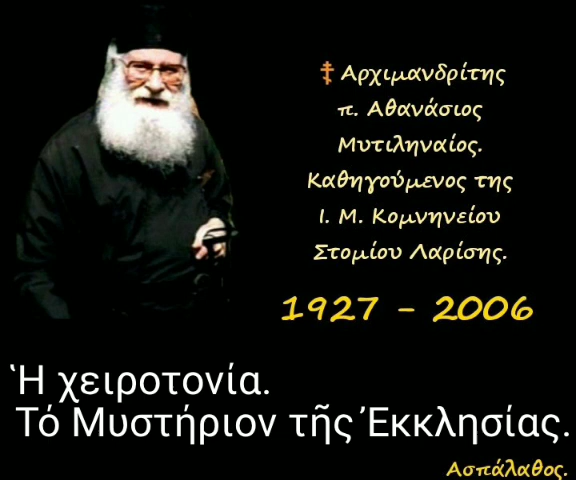 ☦ Αρχιμανδρίτης
π. Αθανάσιος
Μυτιληναίος.
Καθηγούμενος της
Ι. Μ. Κομνηνείου
Στομίου Λαρίσης.
1927 - 2006
Ἡ χειροτονία.
Τό Μυστήριον τῆς Ἐκκλησίας.
Ασπάλαθος.